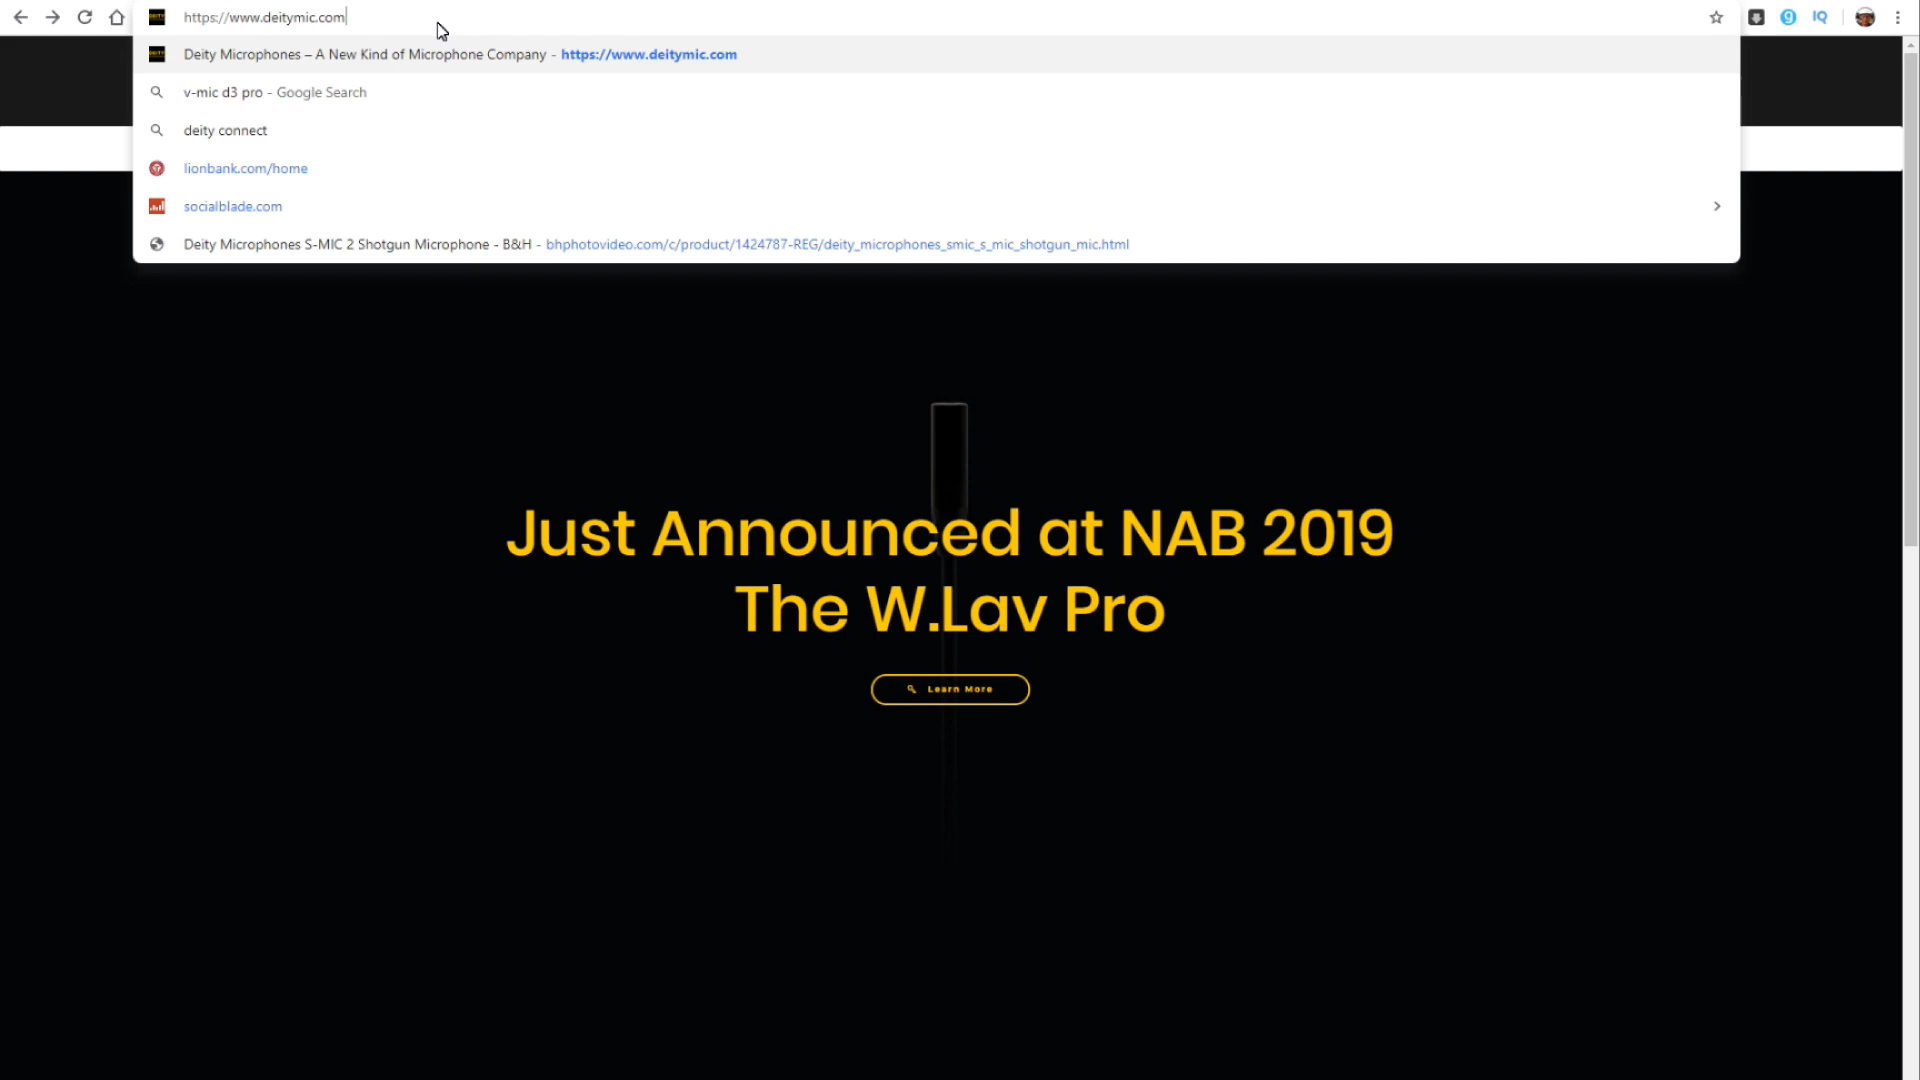 https://www.deitymic.com
Deity Microphones – A New Kind of Microphone Company - https://www.deitymic.com
v-mic d3 pro - Google Search
deity connect
lionbank.com/home
socialblade.com
Deity Microphones S-MIC 2 Shotgun Microphone - B&H - bhphotovideo.com/c/product/1424787-REG/deity_microphones_smic_s_mic_shotgun_mic.html
Just Announced at NAB 2019
The W.Lav Pro
Learn More